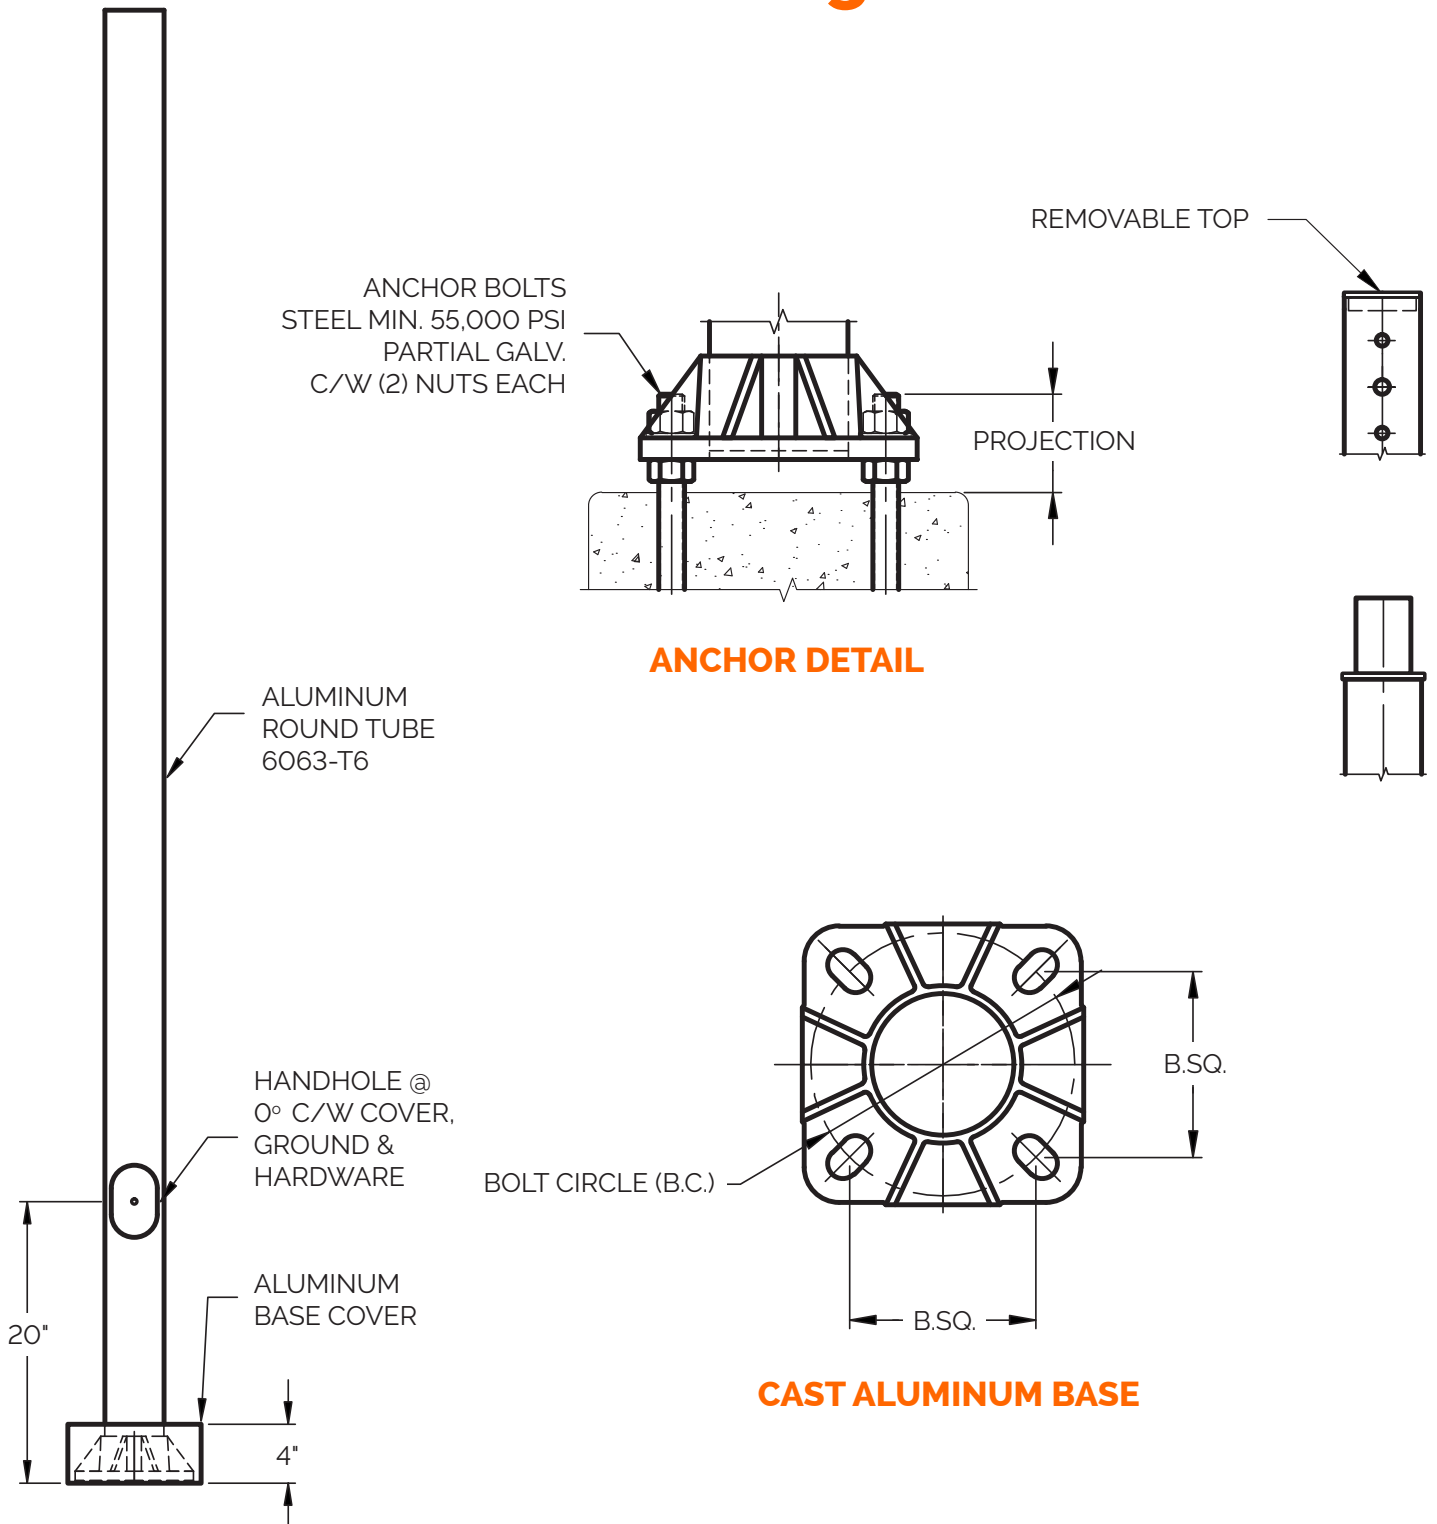 REMOVABLE TOP
ANCHOR BOLTS
STEEL MIN. 55,000 PSI
PARTIAL GALV.
C/W (2) NUTS EACH
PROJECTION
ANCHOR DETAIL
ALUMINUM
ROUND TUBE
6063-T6
HANDHOLE @
0° C/W COVER,
GROUND &
HARDWARE
B.SQ.
BOLT CIRCLE (B.C.)
ALUMINUM
BASE COVER
20"
B.SQ.
CAST ALUMINUM BASE
4"